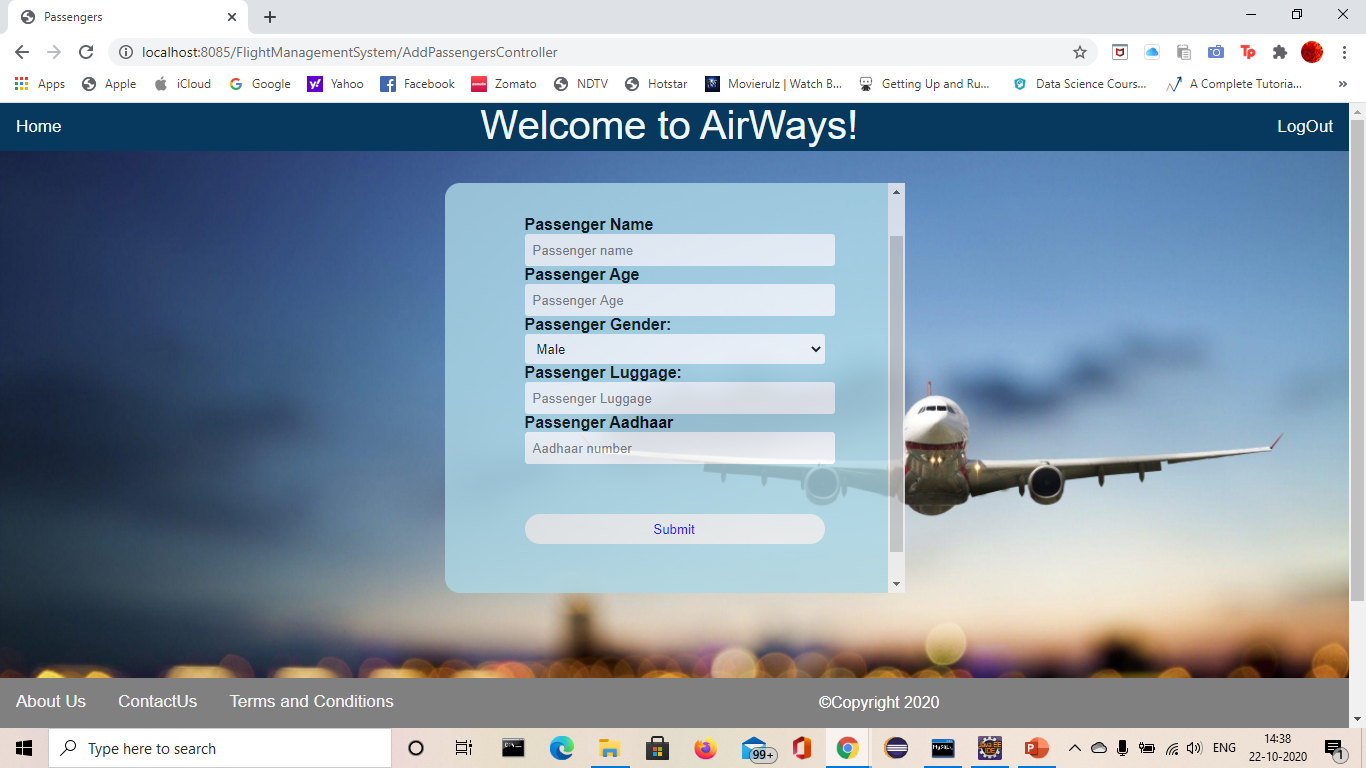 Passengers
localhost:8085/FlightManagementSystem/AddPassengersController
Apps Apple iCloud Google Yahoo Facebook Zomato NDTV Hotstar Movierulz | Watch B... Getting Up and Ru... Data Science Cours... A Complete Tutoria... »
Home Welcome to AirWays! LogOut
Passenger Name
Passenger name
Passenger Age
Passenger Age
Passenger Gender:
Male
Passenger Luggage:
Passenger Luggage
Passenger Aadhaar
Aadhaar number
Submit
About Us ContactUs Terms and Conditions ©Copyright 2020
Type here to search 99+ ENG 14:38
22-10-2020 1